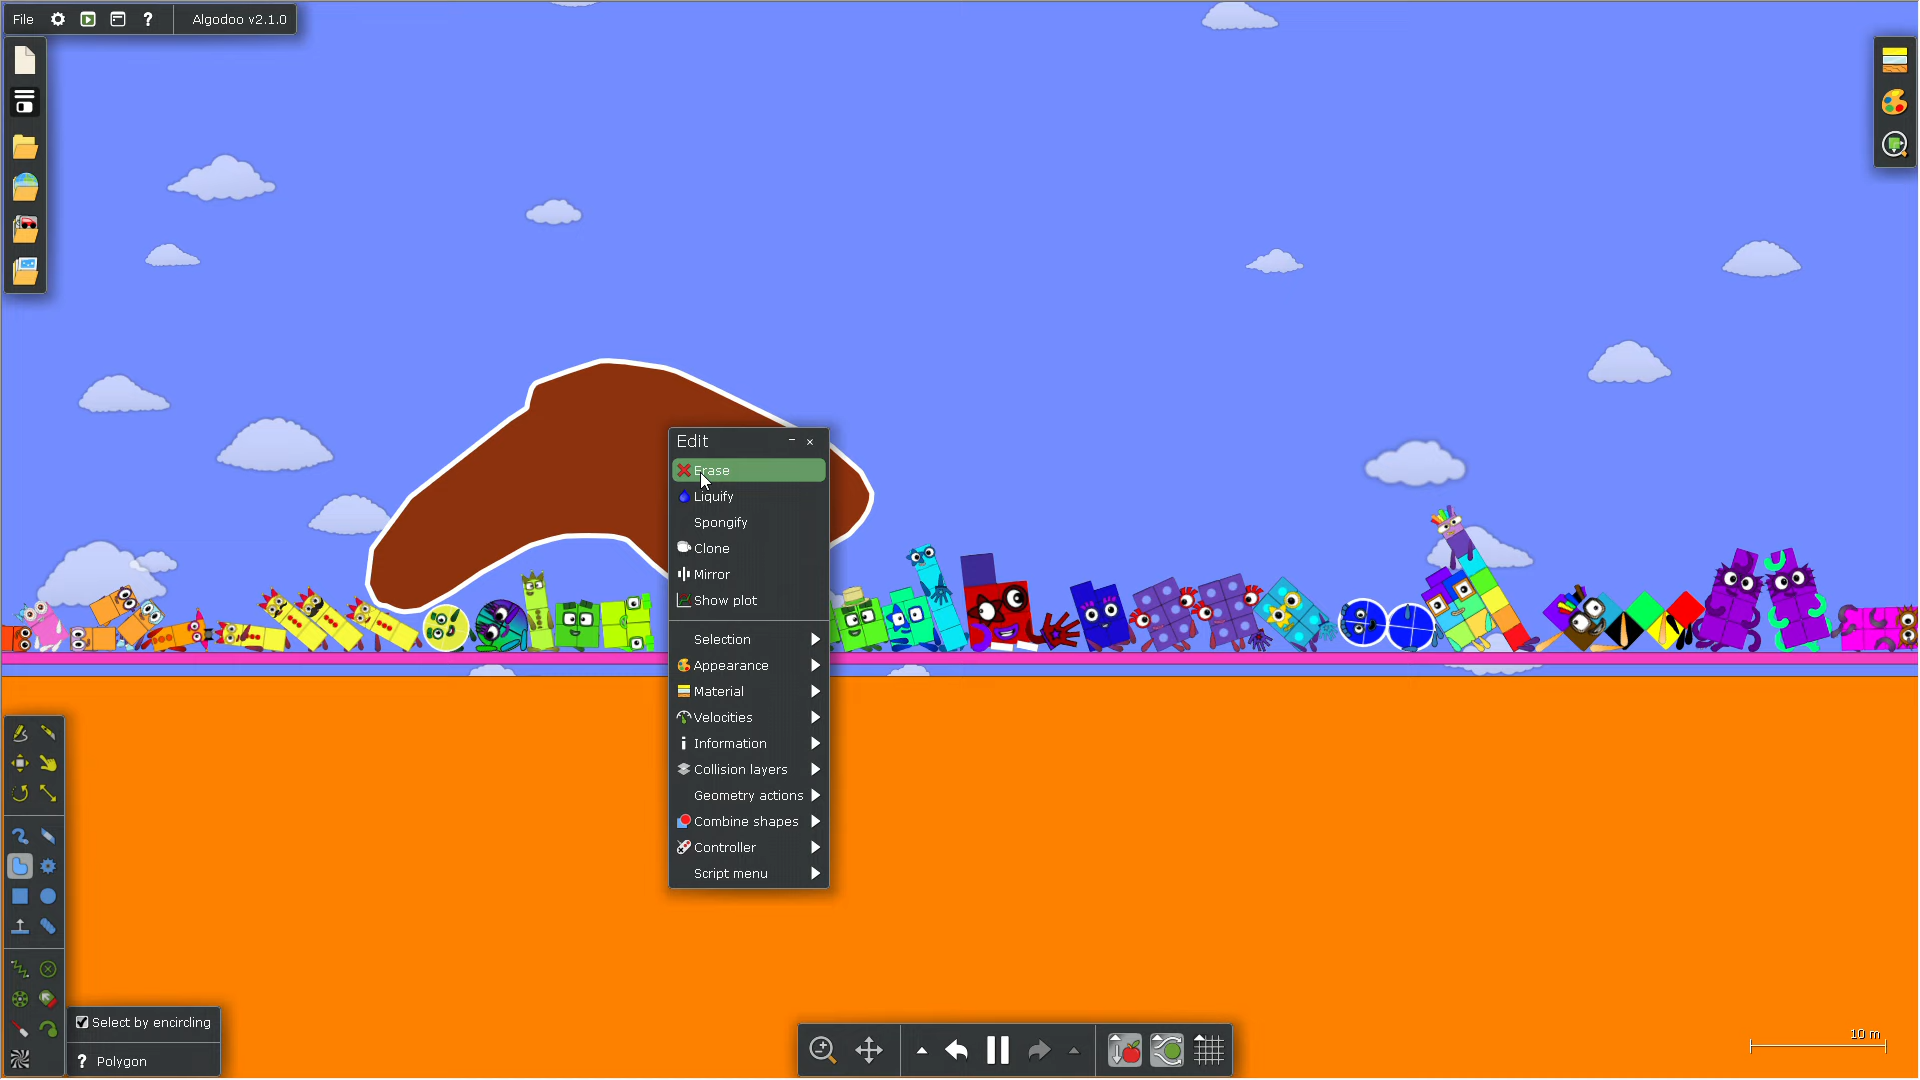 File ? Algodoo v2.1.0
Edit
Erase
Liquify
Spongify
Clone
Mirror
Show plot
Selection
Appearance
Material
Velocities
Information
Collision layers
Geometry actions
Combine shapes
Controller
Script menu
Select by encircling
? Polygon
10 m